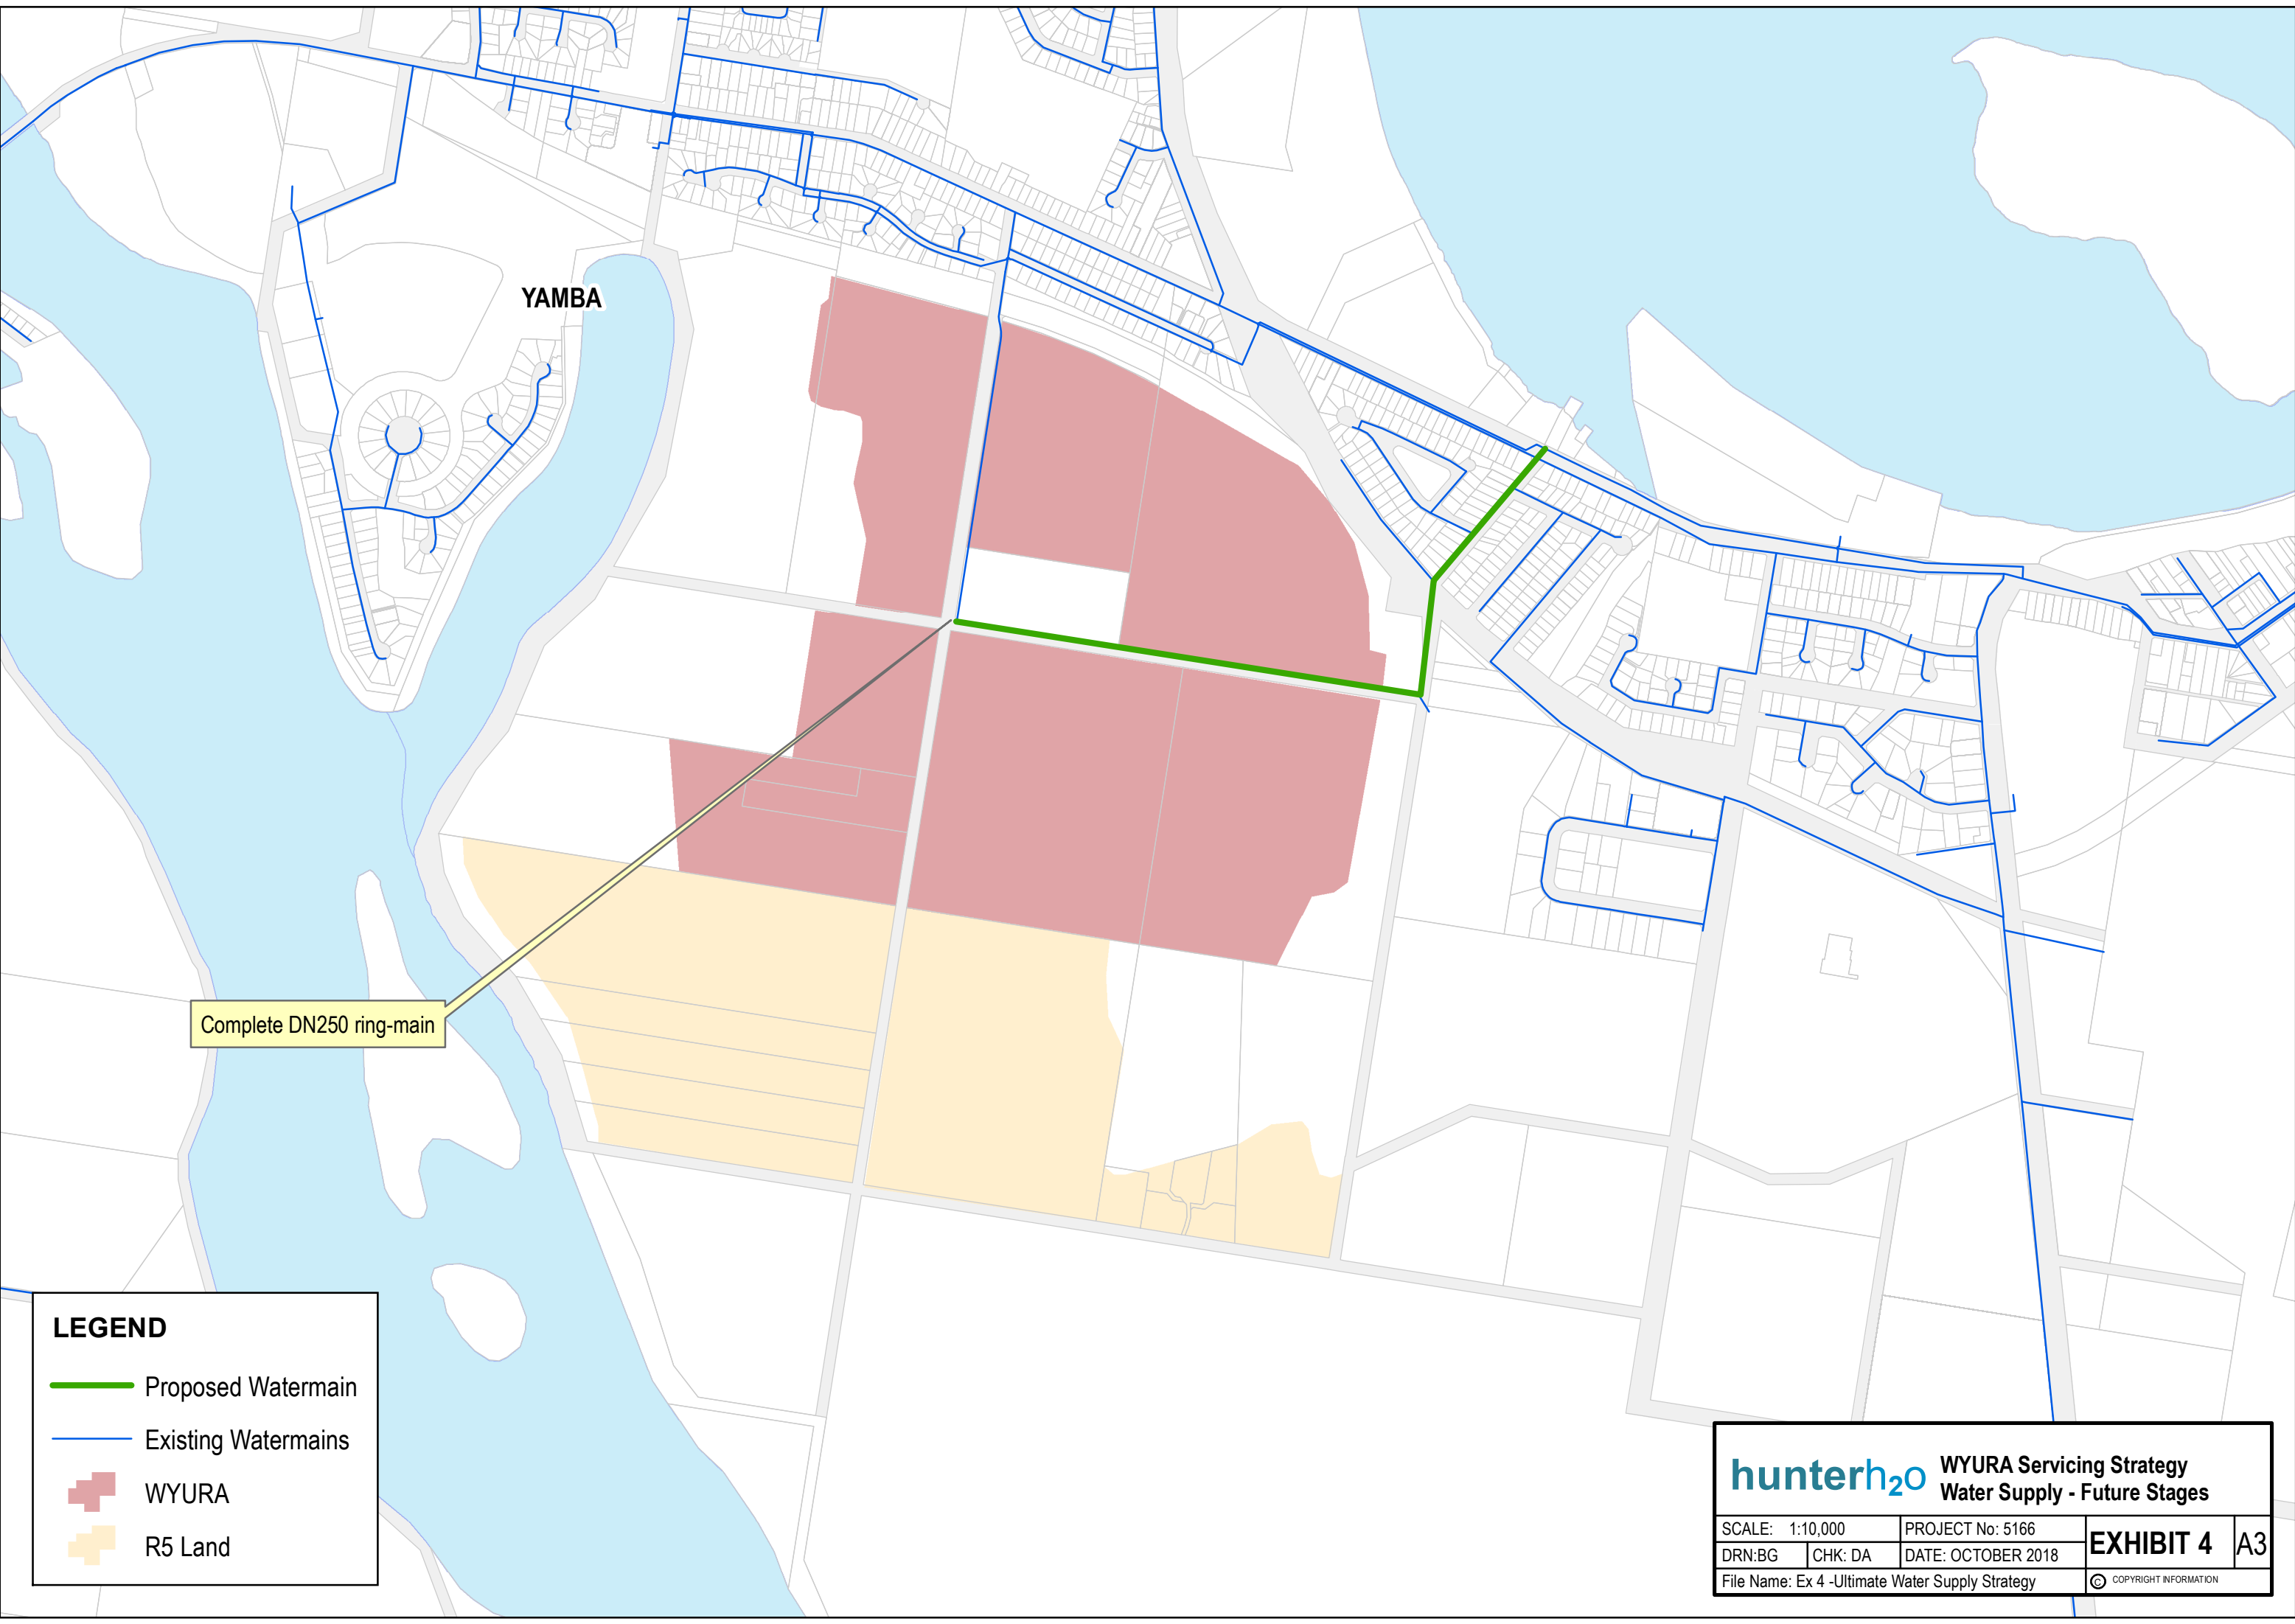 YAMBA
Complete DN250 ring-main
LEGEND
Proposed Watermain
Existing Watermains
WYURA
R5 Land
hunterh2o
WYURA Servicing Strategy
Water Supply - Future Stages
SCALE: 1:10,000
PROJECT No: 5166
DRN:BG
CHK: DA
DATE: OCTOBER 2018
EXHIBIT 4
A3
File Name: Ex 4 -Ultimate Water Supply Strategy
© COPYRIGHT INFORMATION